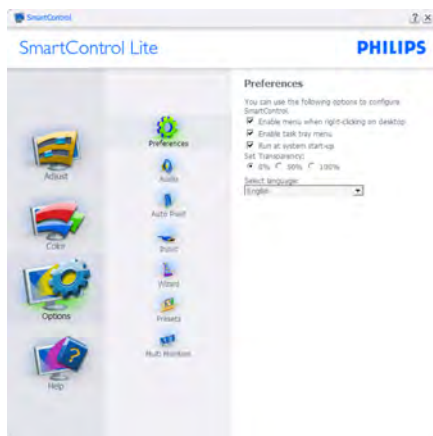 SmartControl
SmartControl Lite
PHILIPS
Adjust
Color
Options
Help
Preferences
Audio
Auto Pivot
Input
Wizard
Presets
Multi Monitors
Preferences
You can use the following options to configure
SmartControl.
Enable menu when right-clicking on desktop
Enable task tray menu
Run at system start-up
Set Transparency:
0% 50% 100%
Select language:
English